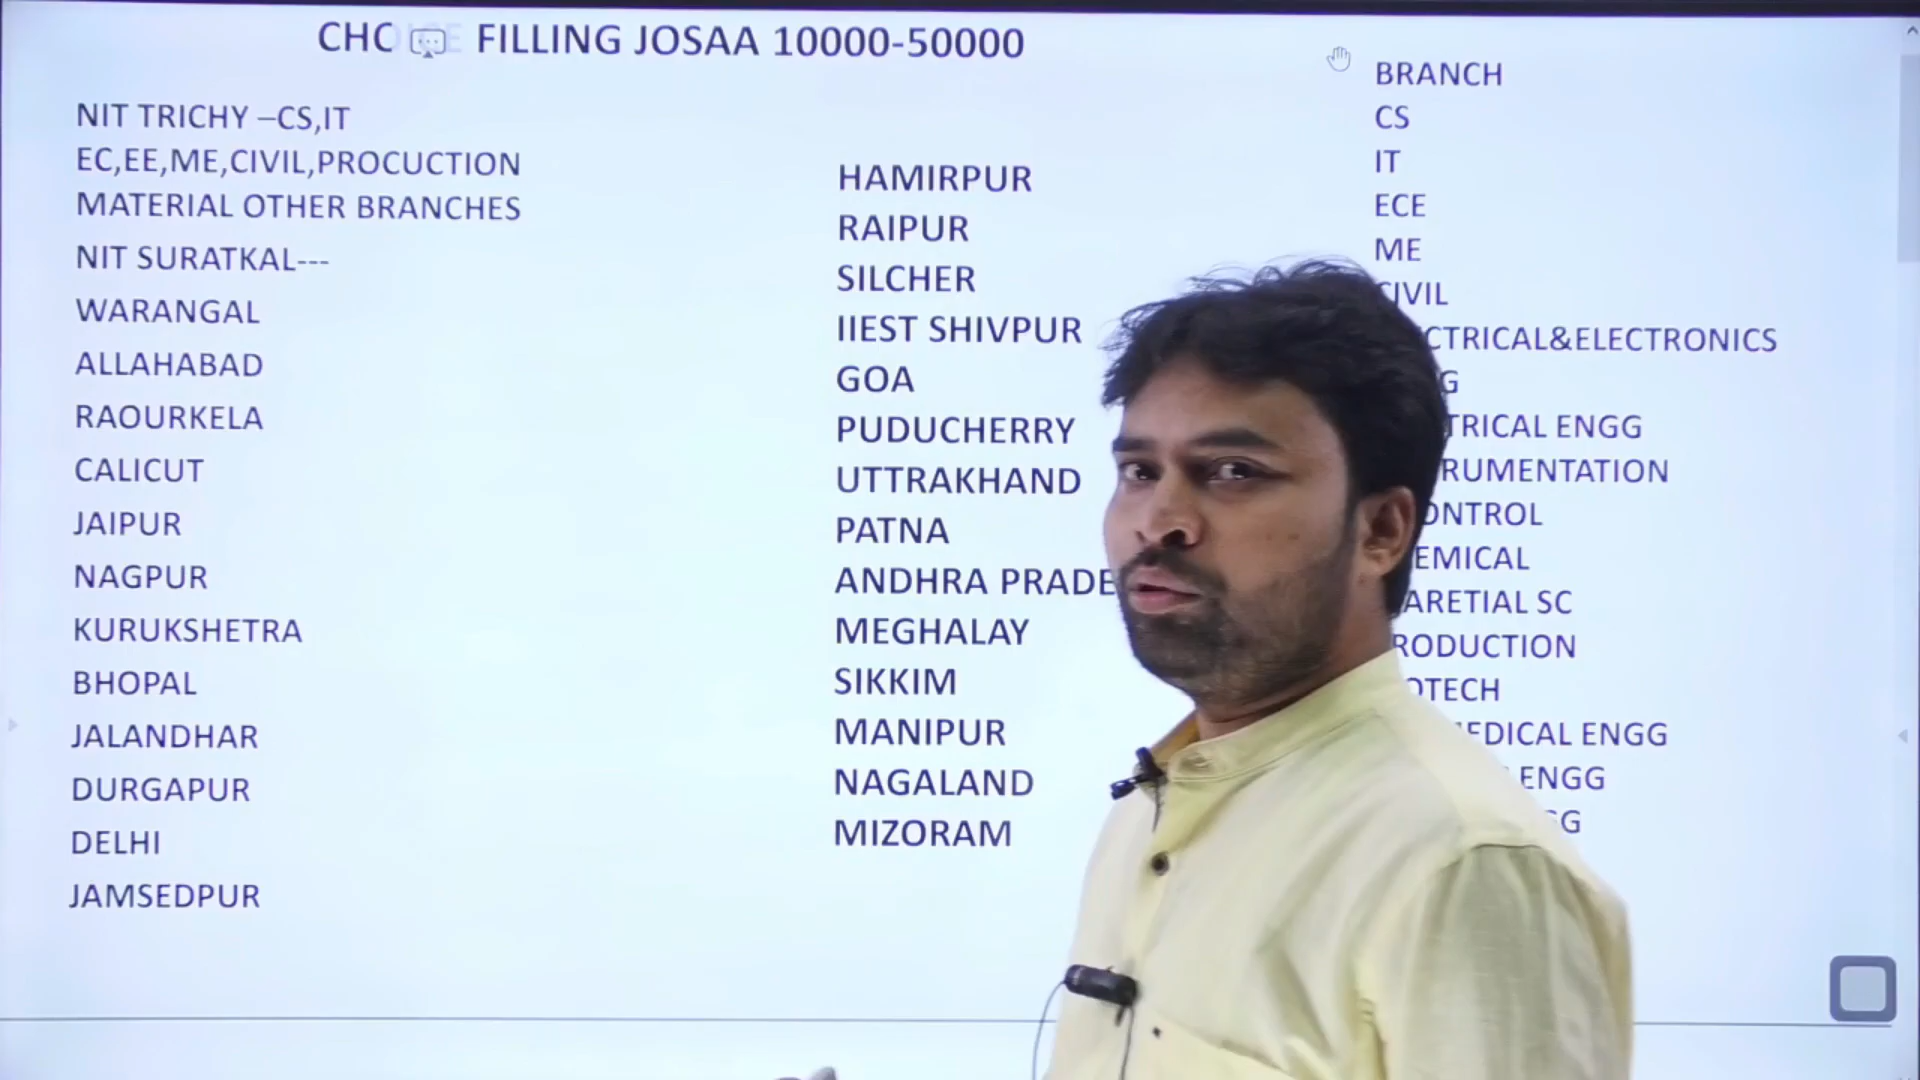 CHOICE FILLING JOSAA 10000-50000
NIT TRICHY –CS,IT
EC,EE,ME,CIVIL,PROCUCTION
MATERIAL OTHER BRANCHES
NIT SURATKAL---
WARANGAL
ALLAHABAD
RAOURKELA
CALICUT
JAIPUR
NAGPUR
KURUKSHETRA
BHOPAL
JALANDHAR
DURGAPUR
DELHI
JAMSEDPUR
HAMIRPUR
RAIPUR
SILCHER
IIEST SHIVPUR
GOA
PUDUCHERRY
UTTRAKHAND
PATNA
ANDHRA PRADE
MEGHALAY
SIKKIM
MANIPUR
NAGALAND
MIZORAM
BRANCH
CS
IT
ECE
ME
CIVIL
CTRICAL&ELECTRONICS
G
TRICAL ENGG
RUMENTATION
ONTROL
EMICAL
ARETIAL SC
RODUCTION
OTECH
EDICAL ENGG
ENGG
GG